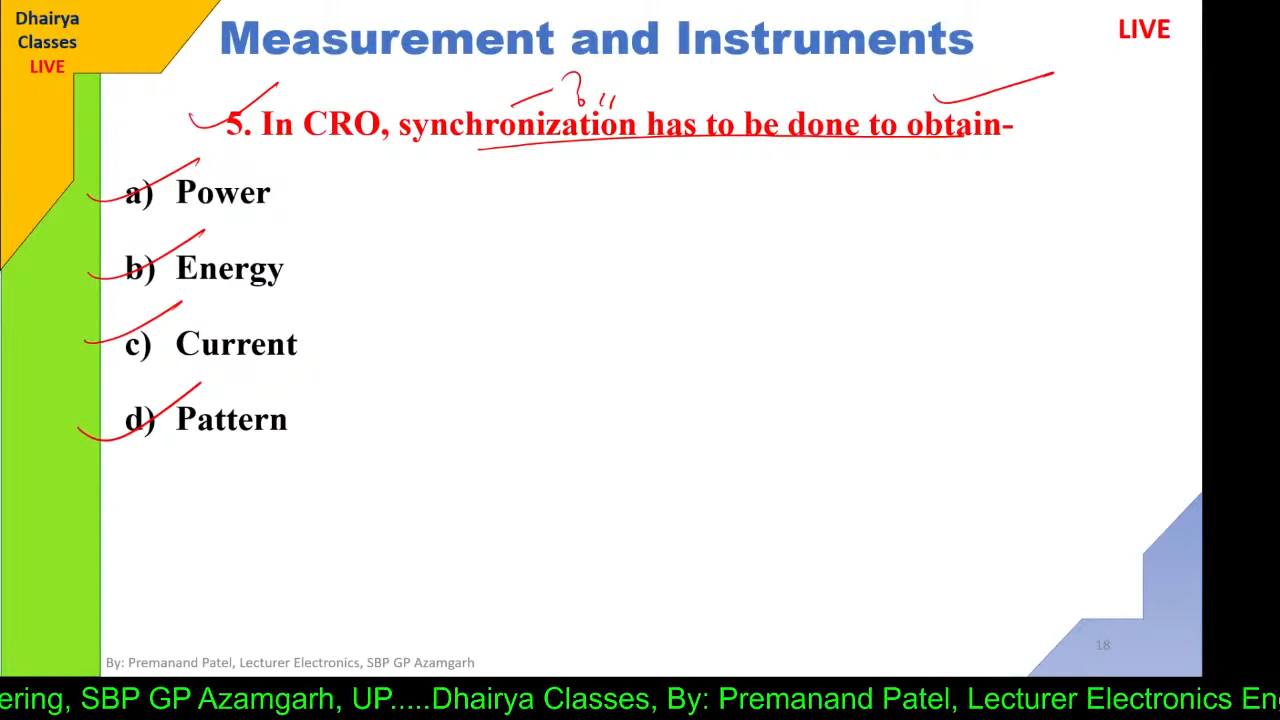 Dhairya
Classes
LIVE
Measurement and Instruments
LIVE
5. In CRO, synchronization has to be done to obtain-
a) Power
b) Energy
c) Current
d) Pattern
18
By: Premanand Patel, Lecturer Electronics, SBP GP Azamgarh
ering, SBP GP Azamgarh, UP.....Dhairya Classes, By: Premanand Patel, Lecturer Electronics En